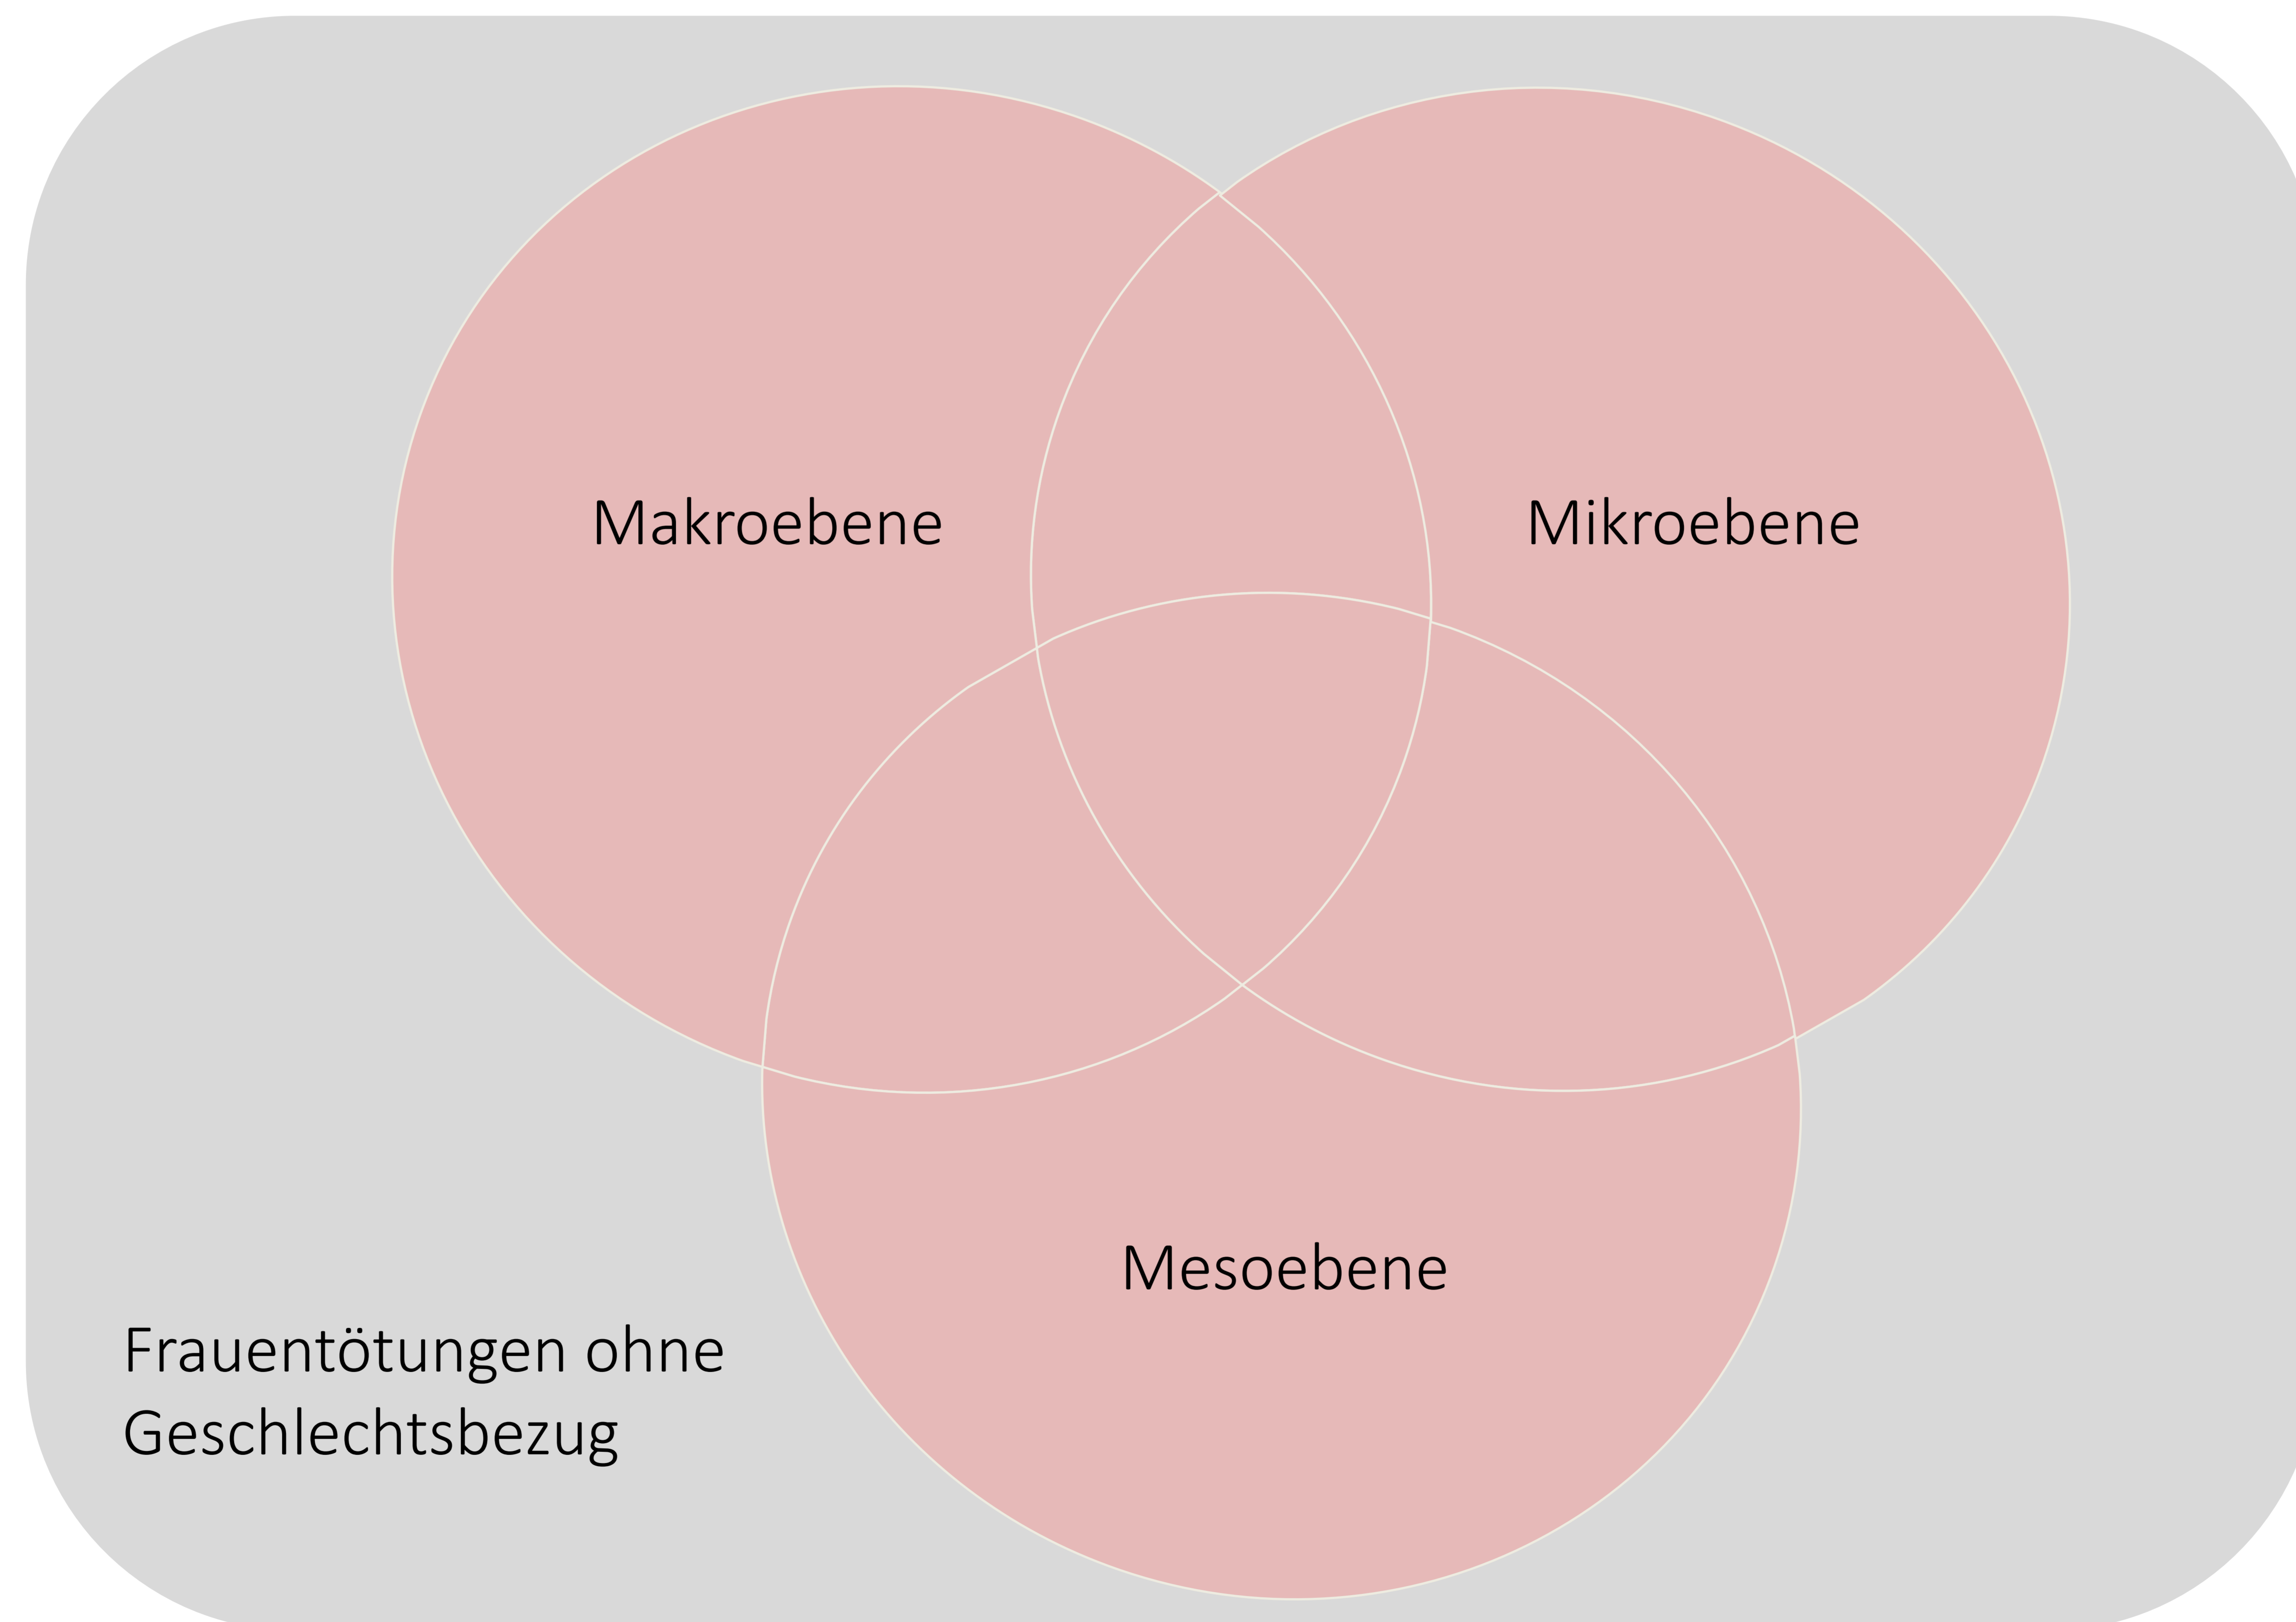 Makroebene
Mikroebene
Mesoebene
Frauentötungen ohne
Geschlechtsbezug